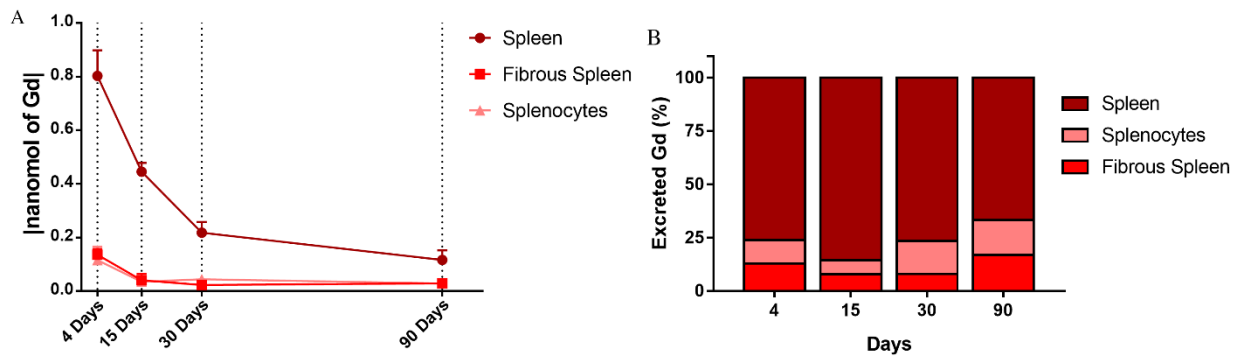 A
|nanomol of Gd|
1.0
0.8
0.6
0.4
0.2
0.0
4 Days
15 Days
30 Days
90 Days
Spleen
Fibrous Spleen
Splenocytes
B
Excreted Gd (%)
100
75
50
25
0
4
15
30
90
Days
Spleen
Splenocytes
Fibrous Spleen